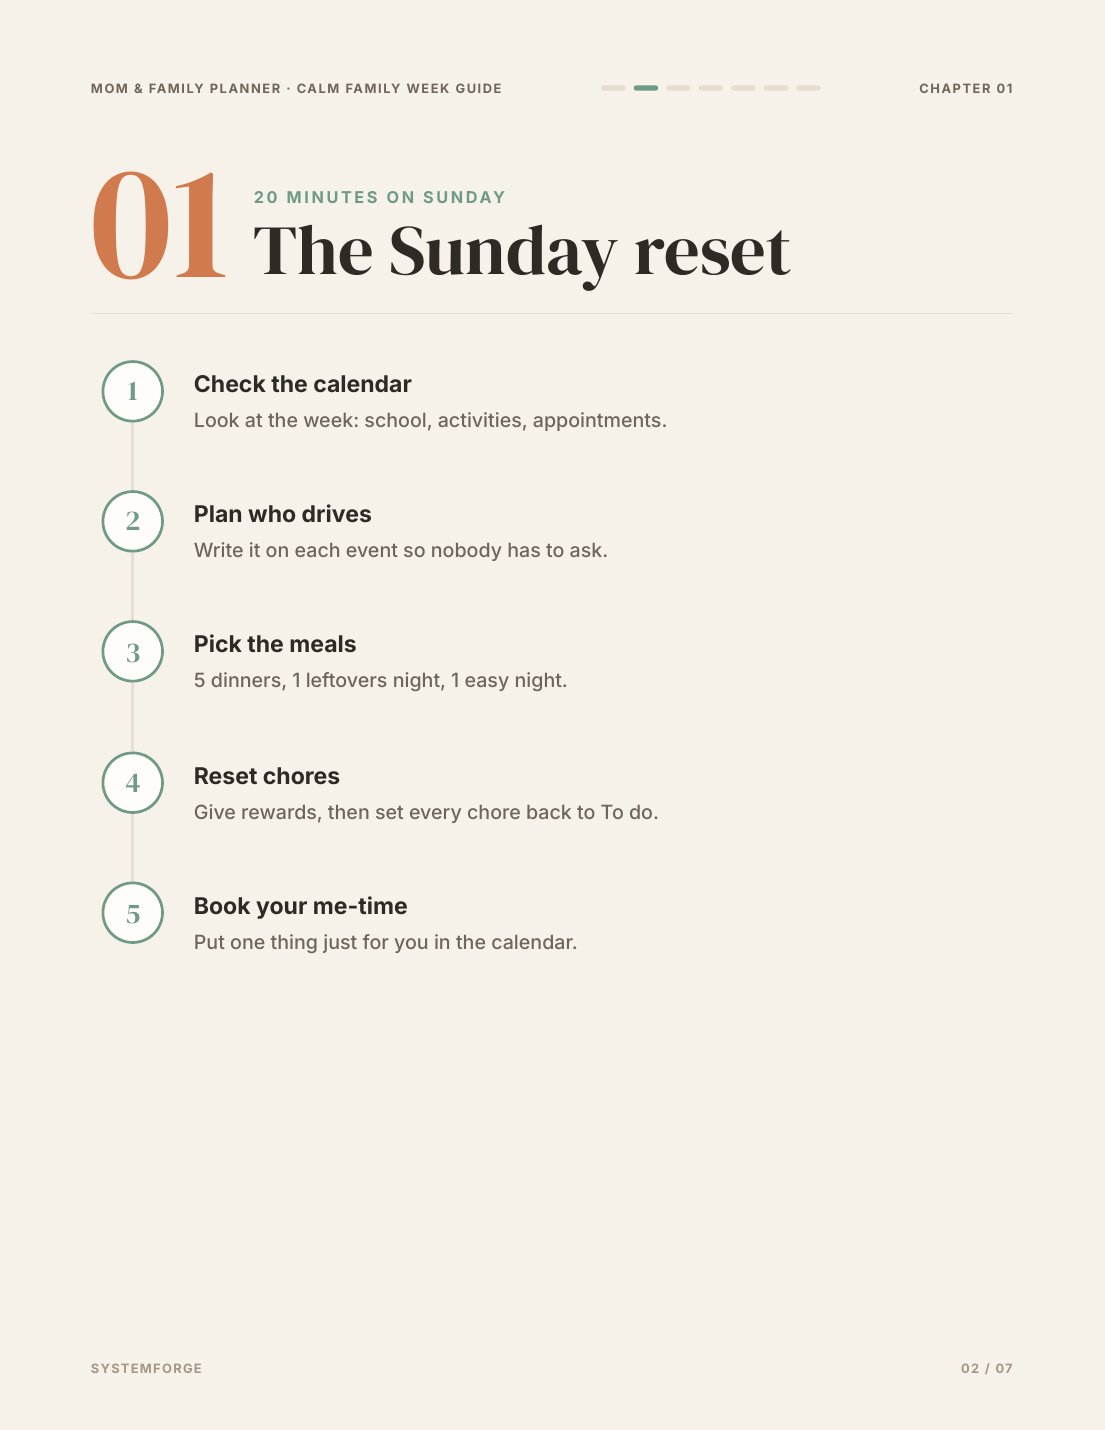 MOM & FAMILY PLANNER · CALM FAMILY WEEK GUIDE
CHAPTER 01
01
20 MINUTES ON SUNDAY
The Sunday reset
1
Check the calendar
Look at the week: school, activities, appointments.
2
Plan who drives
Write it on each event so nobody has to ask.
3
Pick the meals
5 dinners, 1 leftovers night, 1 easy night.
4
Reset chores
Give rewards, then set every chore back to To do.
5
Book your me-time
Put one thing just for you in the calendar.
SYSTEMFORGE
02 / 07